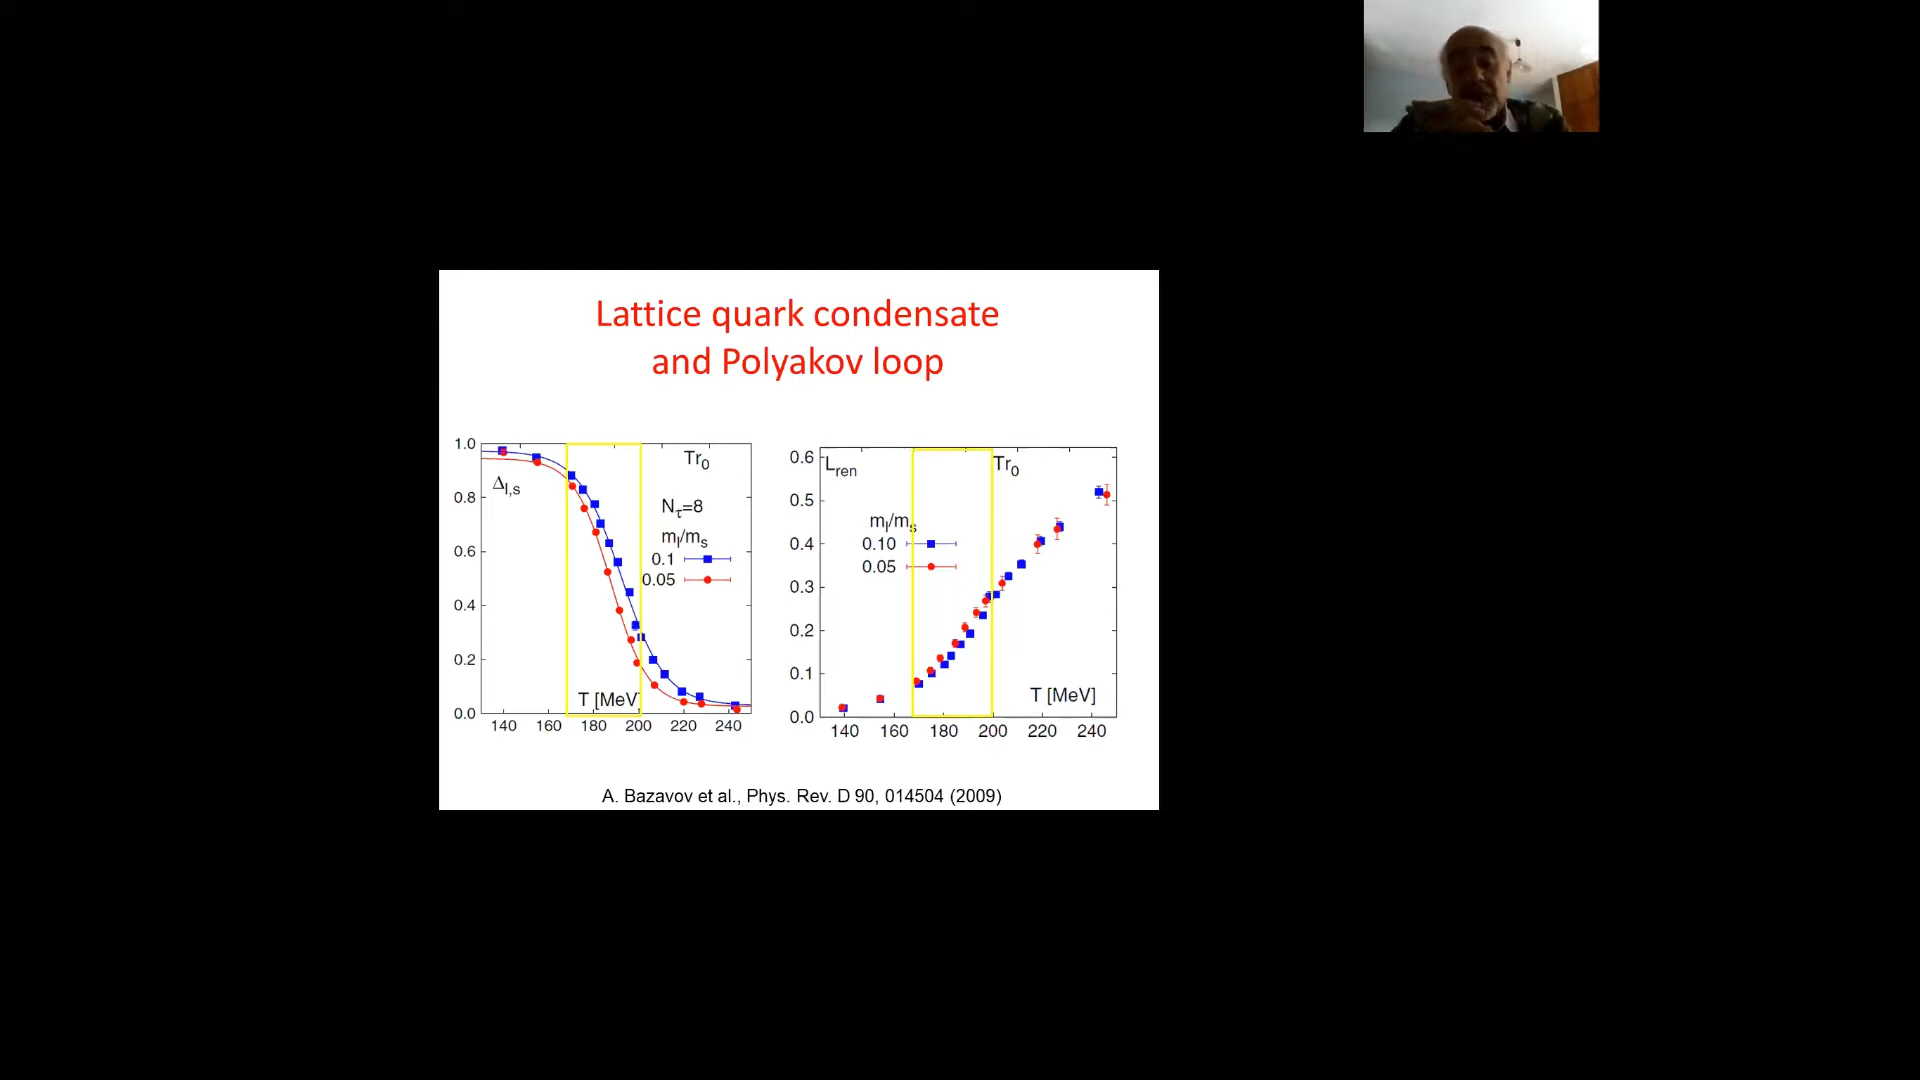 Lattice quark condensate
and Polyakov loop
1.0
0.8
0.6
0.4
0.2
0.0
Δl,s
Tr0
Nτ=8
ml/ms
0.1
0.05
T [MeV]
140 160 180 200 220 240
0.6
0.5
0.4
0.3
0.2
0.1
0.0
Lren
Tr0
ml/ms
0.10
0.05
T [MeV]
140 160 180 200 220 240
A. Bazavov et al., Phys. Rev. D 90, 014504 (2009)